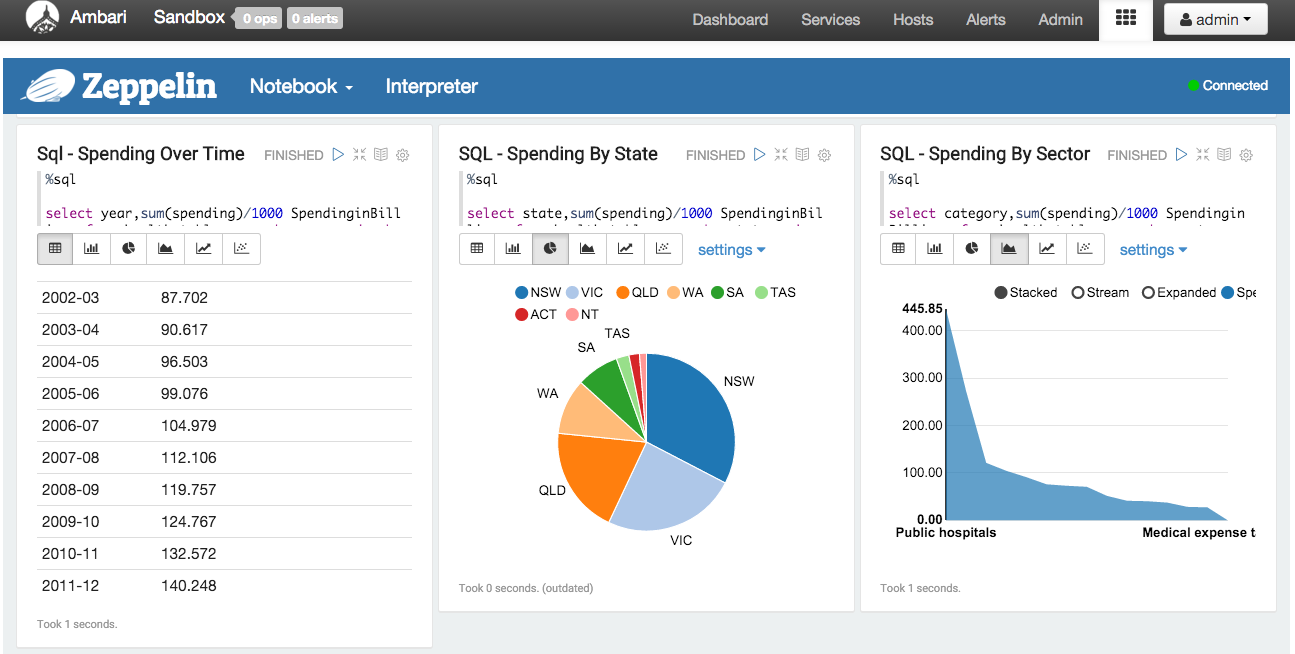 Ambari Sandbox 0 ops 0 alerts Dashboard Services Hosts Alerts Admin admin
Zeppelin Notebook Interpreter Connected
Sql - Spending Over Time FINISHED
%sql
select year,sum(spending)/1000 SpendinginBill
2002-03 87.702
2003-04 90.617
2004-05 96.503
2005-06 99.076
2006-07 104.979
2007-08 112.106
2008-09 119.757
2009-10 124.767
2010-11 132.572
2011-12 140.248
Took 1 seconds.
SQL - Spending By State FINISHED
%sql
select state,sum(spending)/1000 SpendinginBil
settings
NSW VIC QLD WA SA TAS
ACT NT
TAS
SA
NSW
WA
QLD
VIC
Took 0 seconds. (outdated)
SQL - Spending By Sector FINISHED
%sql
select category,sum(spending)/1000 Spendingin
settings
Stacked Stream Expanded Spe
445.85
400.00
300.00
200.00
100.00
0.00
Public hospitals Medical expense t
Took 1 seconds.